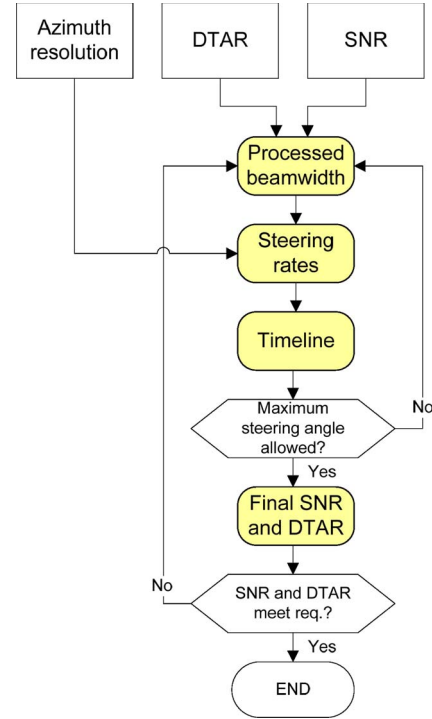 Azimuth
resolution
DTAR
SNR
Processed
beamwidth
Steering
rates
Timeline
Maximum
steering angle
allowed?
No
Yes
Final SNR
and DTAR
No
SNR and DTAR
meet req.?
Yes
END